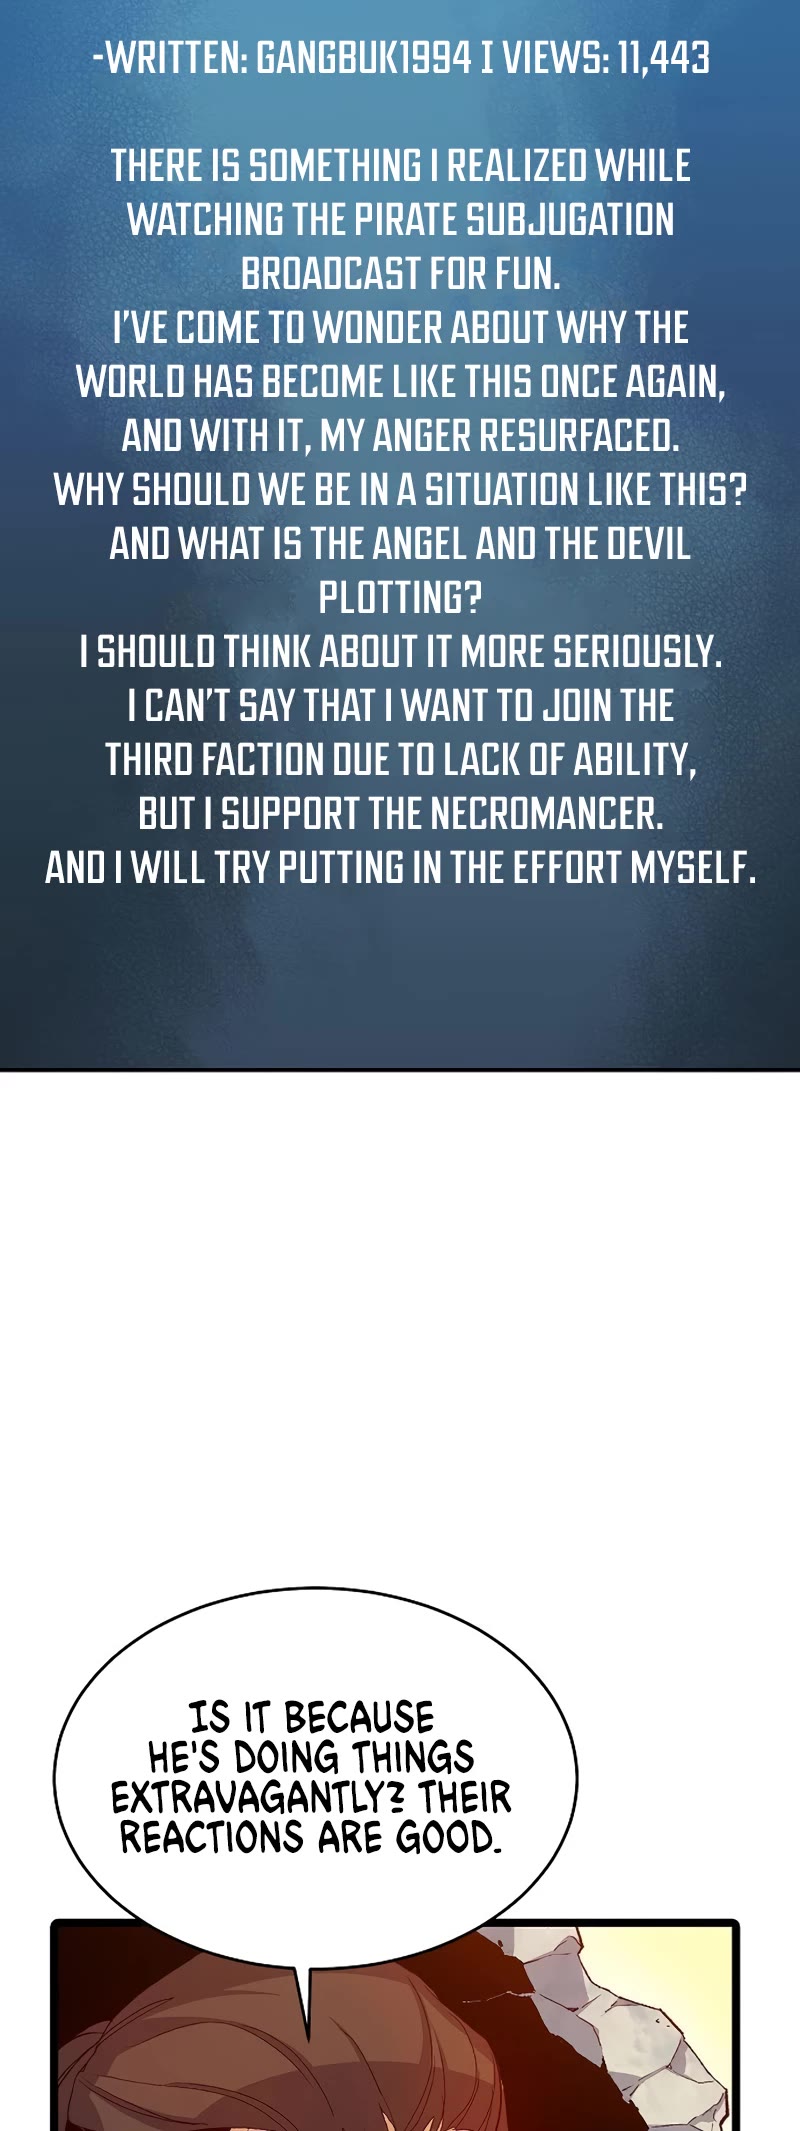 -WRITTEN: GANGBUK1994 I VIEWS: 11,443
THERE IS SOMETHING I REALIZED WHILE
WATCHING THE PIRATE SUBJUGATION
BROADCAST FOR FUN.
I'VE COME TO WONDER ABOUT WHY THE
WORLD HAS BECOME LIKE THIS ONCE AGAIN,
AND WITH IT, MY ANGER RESURFACED.
WHY SHOULD WE BE IN A SITUATION LIKE THIS?
AND WHAT IS THE ANGEL AND THE DEVIL
PLOTTING?
I SHOULD THINK ABOUT IT MORE SERIOUSLY.
I CAN'T SAY THAT I WANT TO JOIN THE
THIRD FACTION DUE TO LACK OF ABILITY,
BUT I SUPPORT THE NECROMANCER.
AND I WILL TRY PUTTING IN THE EFFORT MYSELF.
IS IT BECAUSE
HE'S DOING THINGS
EXTRAVAGANTLY? THEIR
REACTIONS ARE GOOD.